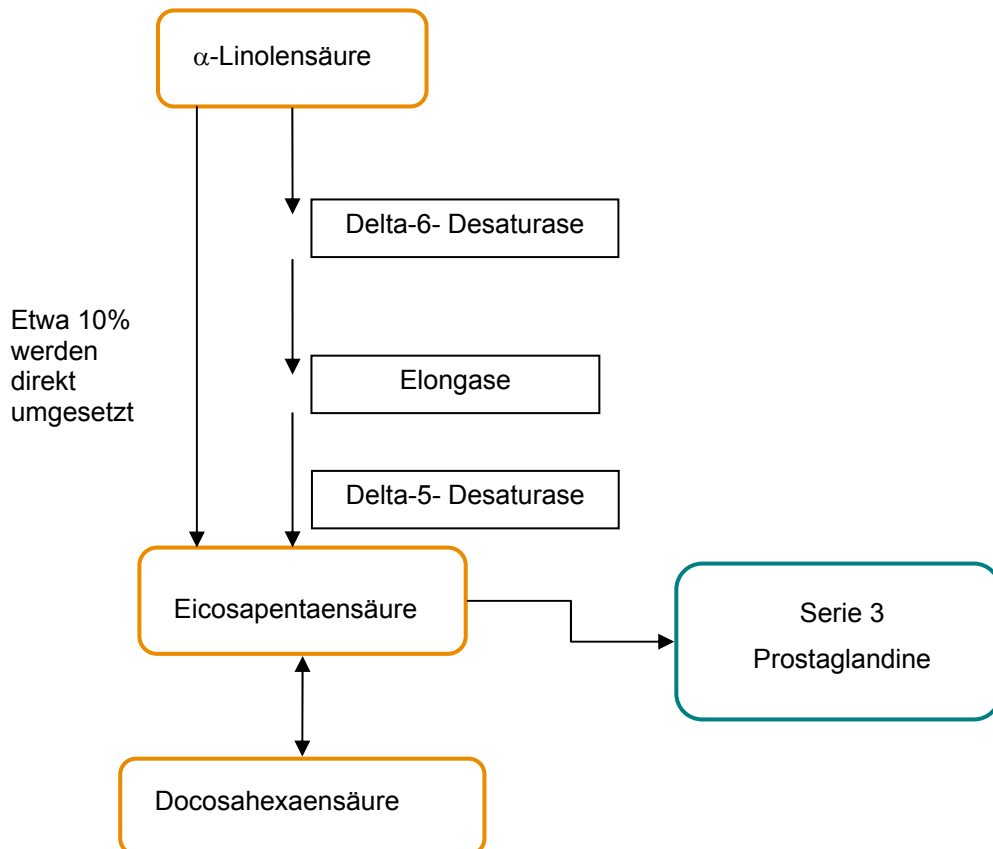 α-Linolensäure
Delta-6- Desaturase
Etwa 10%
werden
direkt
umgesetzt
Elongase
Delta-5- Desaturase
Eicosapentaensäure
Serie 3
Prostaglandine
Docosahexaensäure